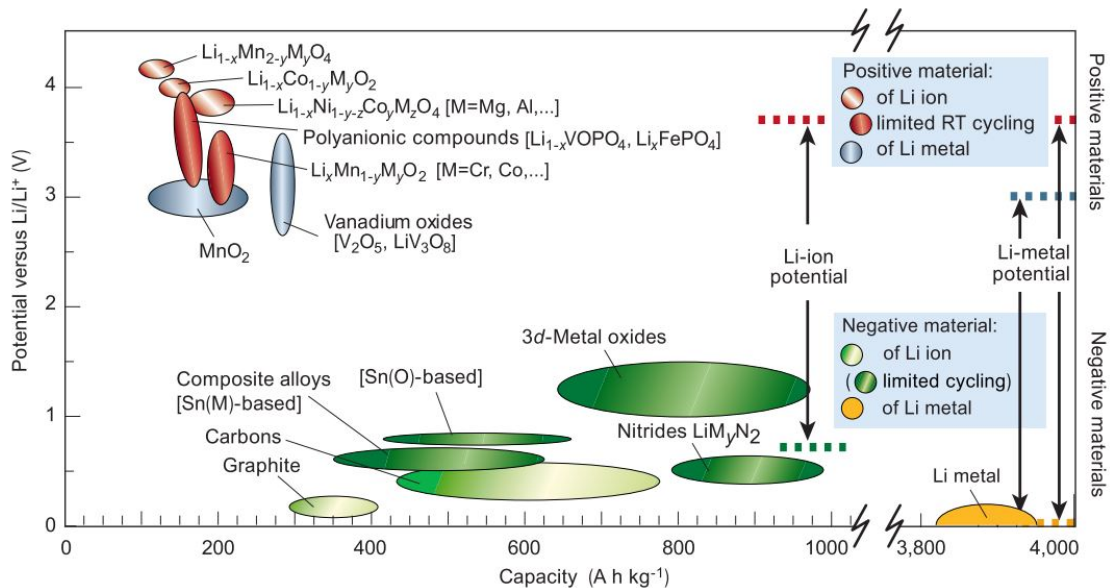 Potential versus Li/Li⁺ (V)
4
3
2
1
0
Li₁₋ₓMn₂₋yMyO₄
Li₁₋ₓCo₁₋yMyO₂
Li₁₋ₓNi₁₋y₋zCoyMzO₄ [M=Mg, Al,...]
Polyanionic compounds [Li₁₋ₓVOPO₄, LiₓFePO₄]
LiₓMn₁₋yMyO₂ [M=Cr, Co,...]
Vanadium oxides
[V₂O₅, LiV₃O₈]
MnO₂
Positive material:
of Li ion
limited RT cycling
of Li metal
Positive materials
Li-ion
potential
Li-metal
potential
Negative material:
of Li ion
( limited cycling)
of Li metal
Negative materials
3d-Metal oxides
[Sn(O)-based]
Composite alloys
[Sn(M)-based]
Carbons
Graphite
Nitrides LiMyN₂
Li metal
0 200 400 600 800 1000 3,800 4,000
Capacity (A h kg⁻¹)